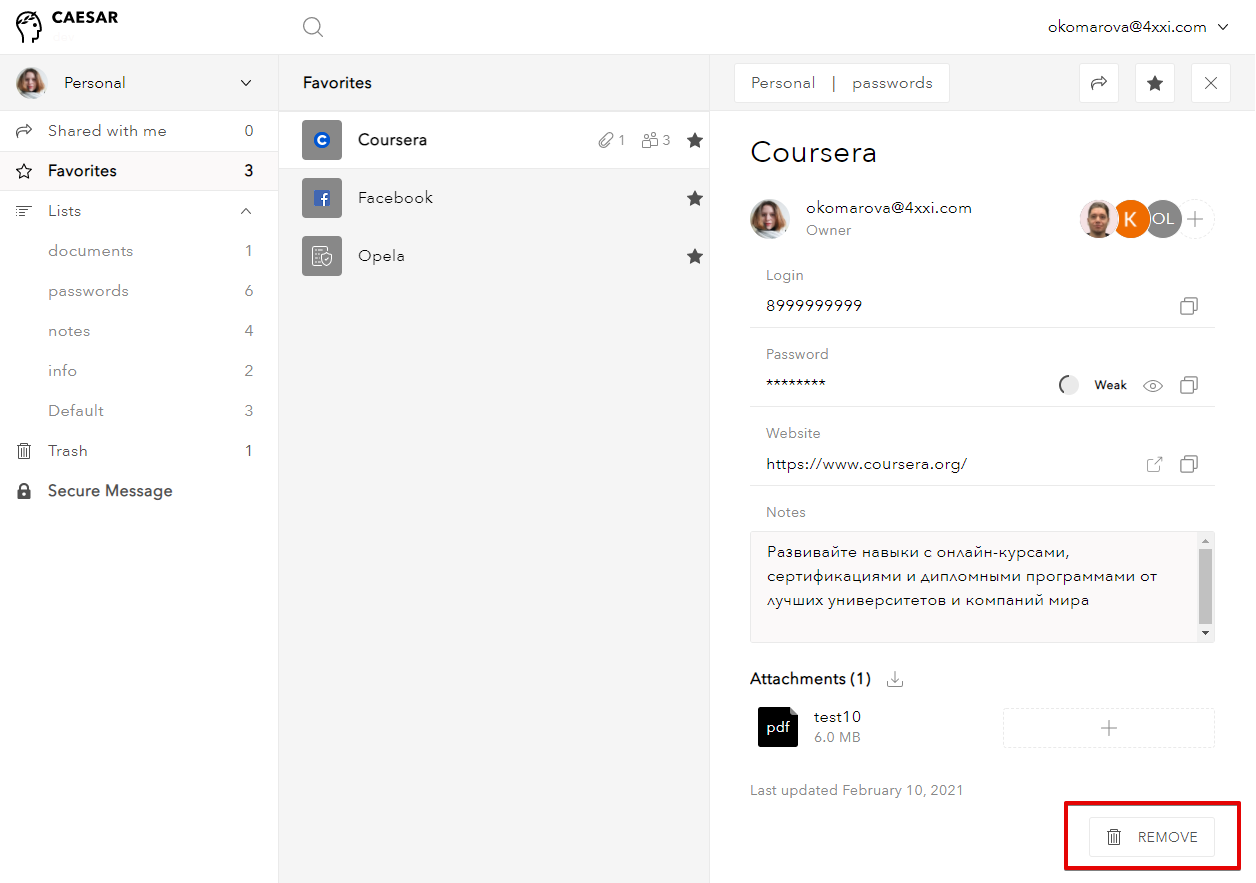 CAESAR
okomarova@4xxi.com
Personal
Shared with me 0
Favorites 3
Lists
documents 1
passwords 6
notes 4
info 2
Default 3
Trash 1
Secure Message
Favorites
C Coursera 1 3
f Facebook
Opela
Personal | passwords
Coursera
okomarova@4xxi.com
Owner
K OL
Login
8999999999
Password
********
Weak
Website
https://www.coursera.org/
Notes
Развивайте навыки с онлайн-курсами,
сертификациями и дипломными программами от
лучших университетов и компаний мира
Attachments (1)
pdf
test10
6.0 MB
Last updated February 10, 2021
REMOVE